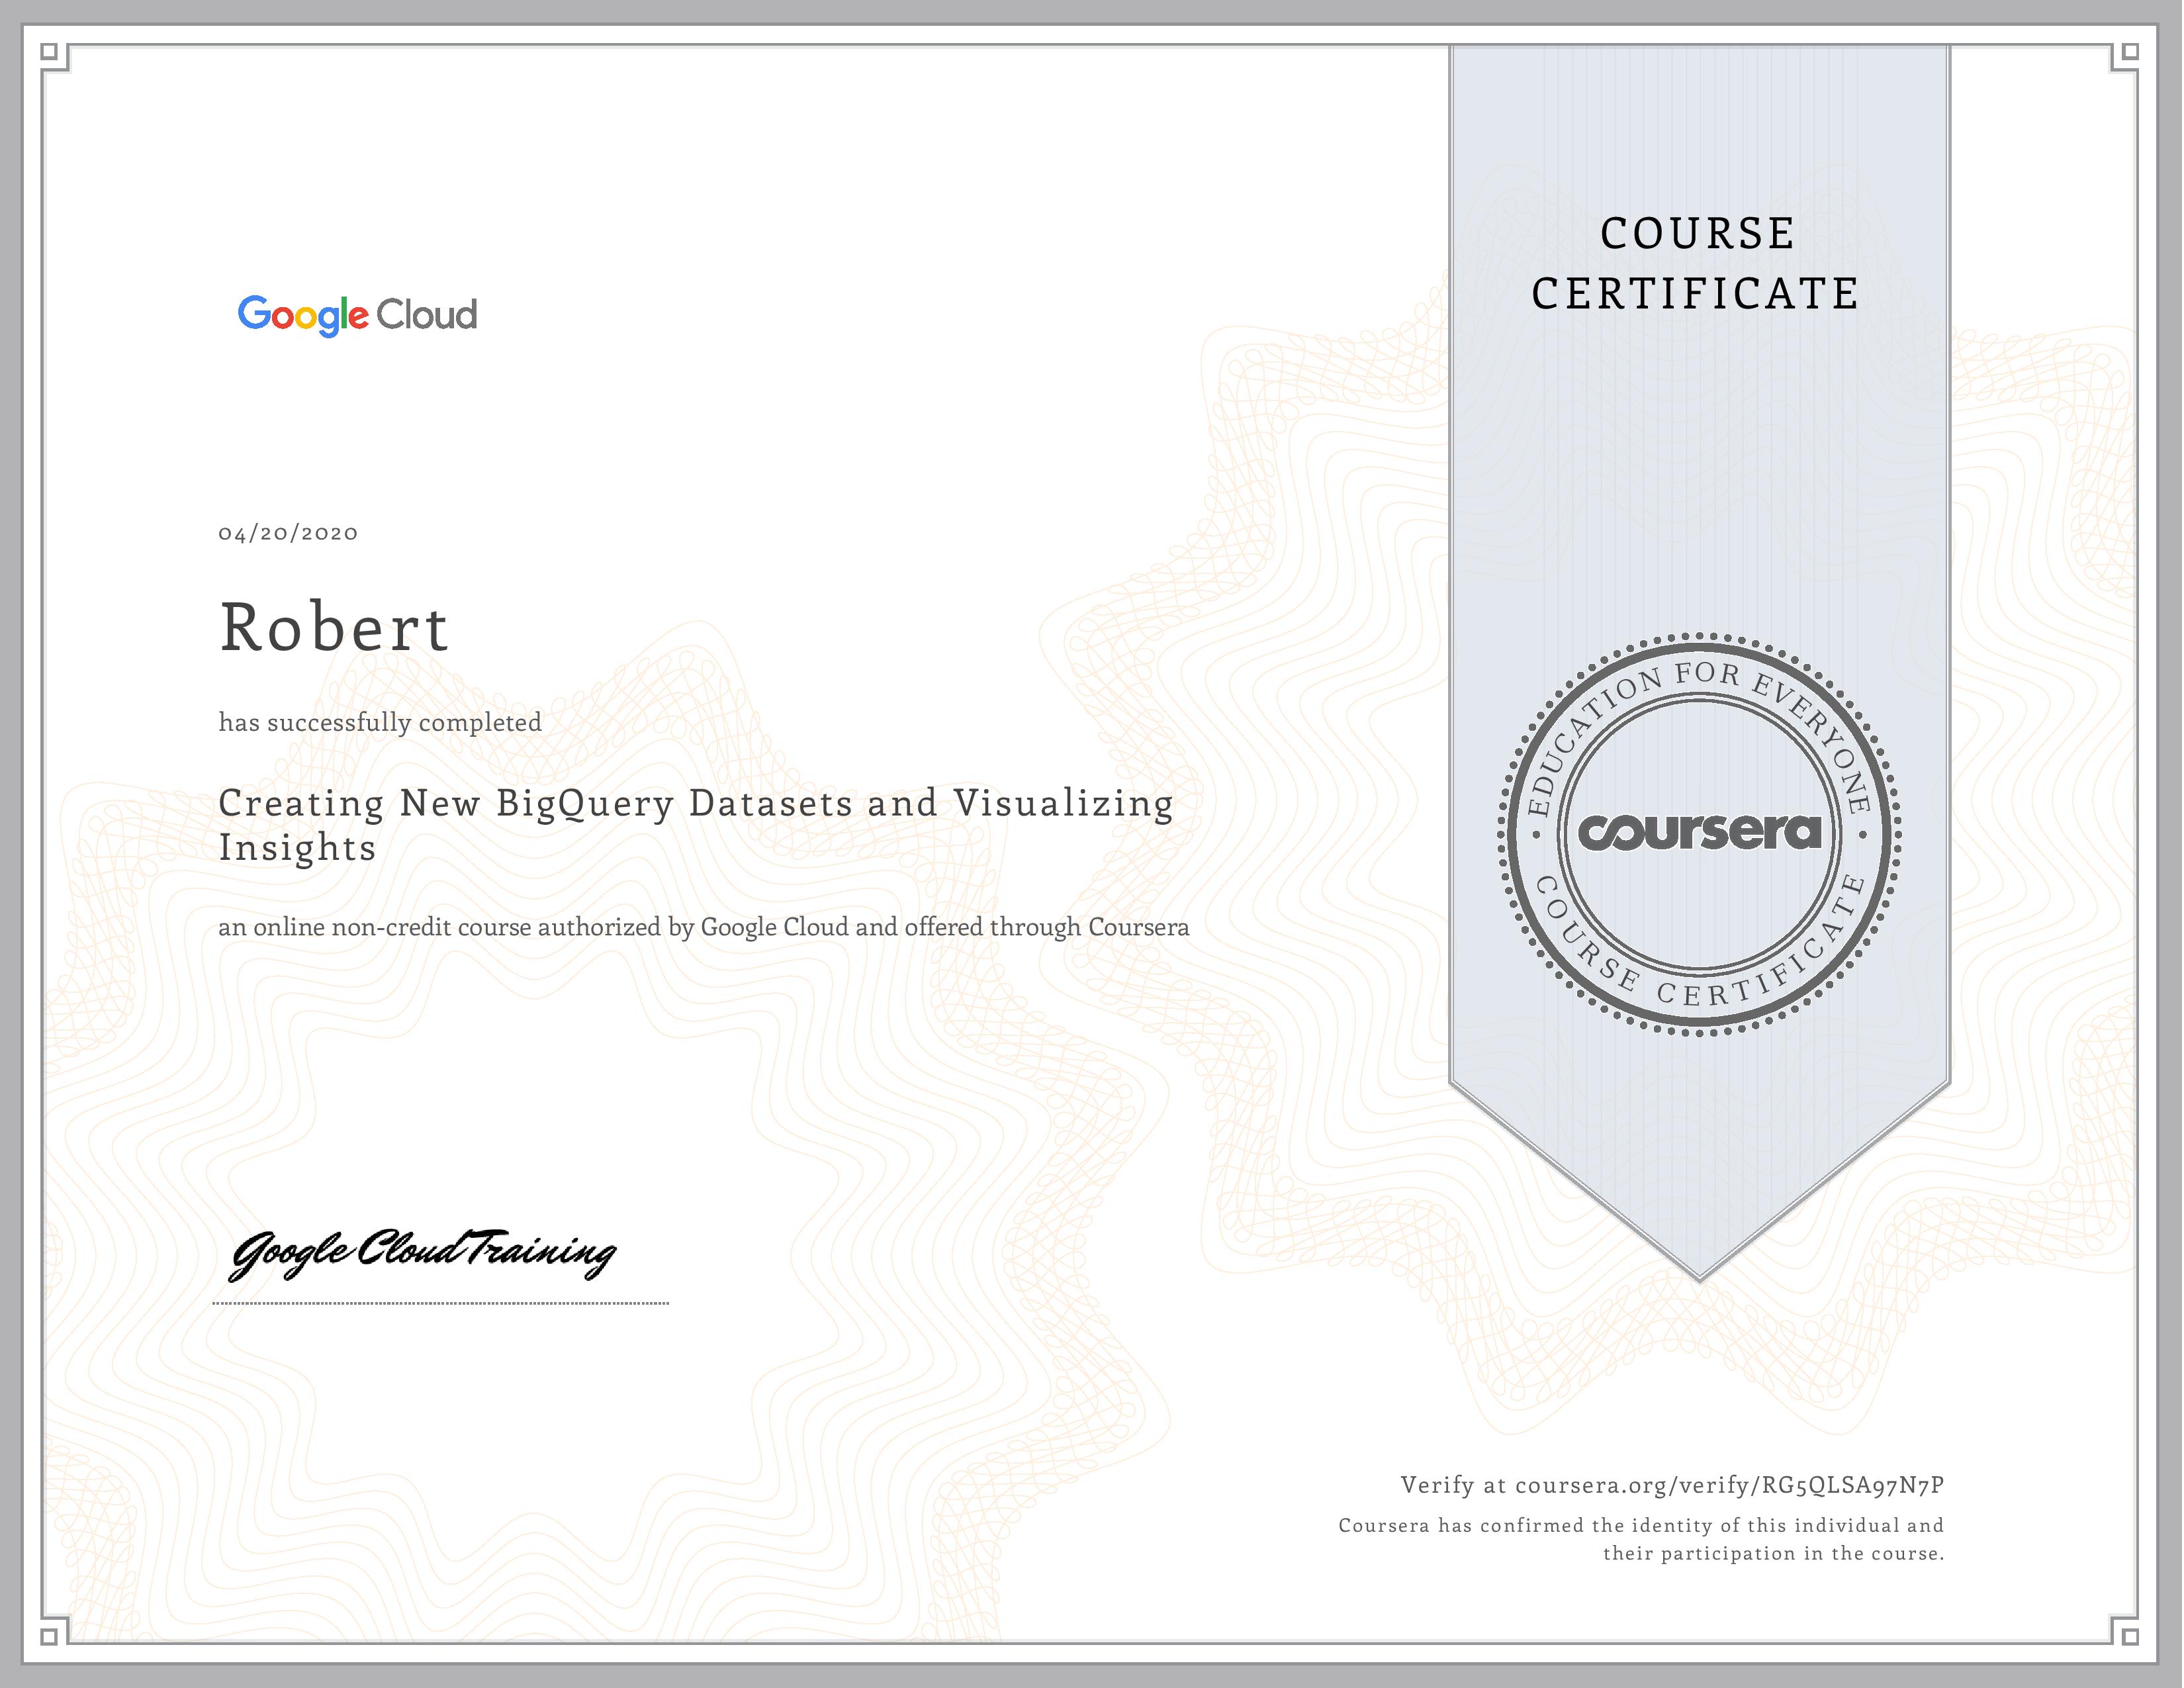 Google Cloud
COURSE
CERTIFICATE
04/20/2020
Robert
has successfully completed
Creating New BigQuery Datasets and Visualizing
Insights
an online non-credit course authorized by Google Cloud and offered through Coursera
EDUCATION FOR EVERYONE
coursera
COURSE CERTIFICATE
Google Cloud Training
Verify at coursera.org/verify/RG5QLSA97N7P
Coursera has confirmed the identity of this individual and
their participation in the course.